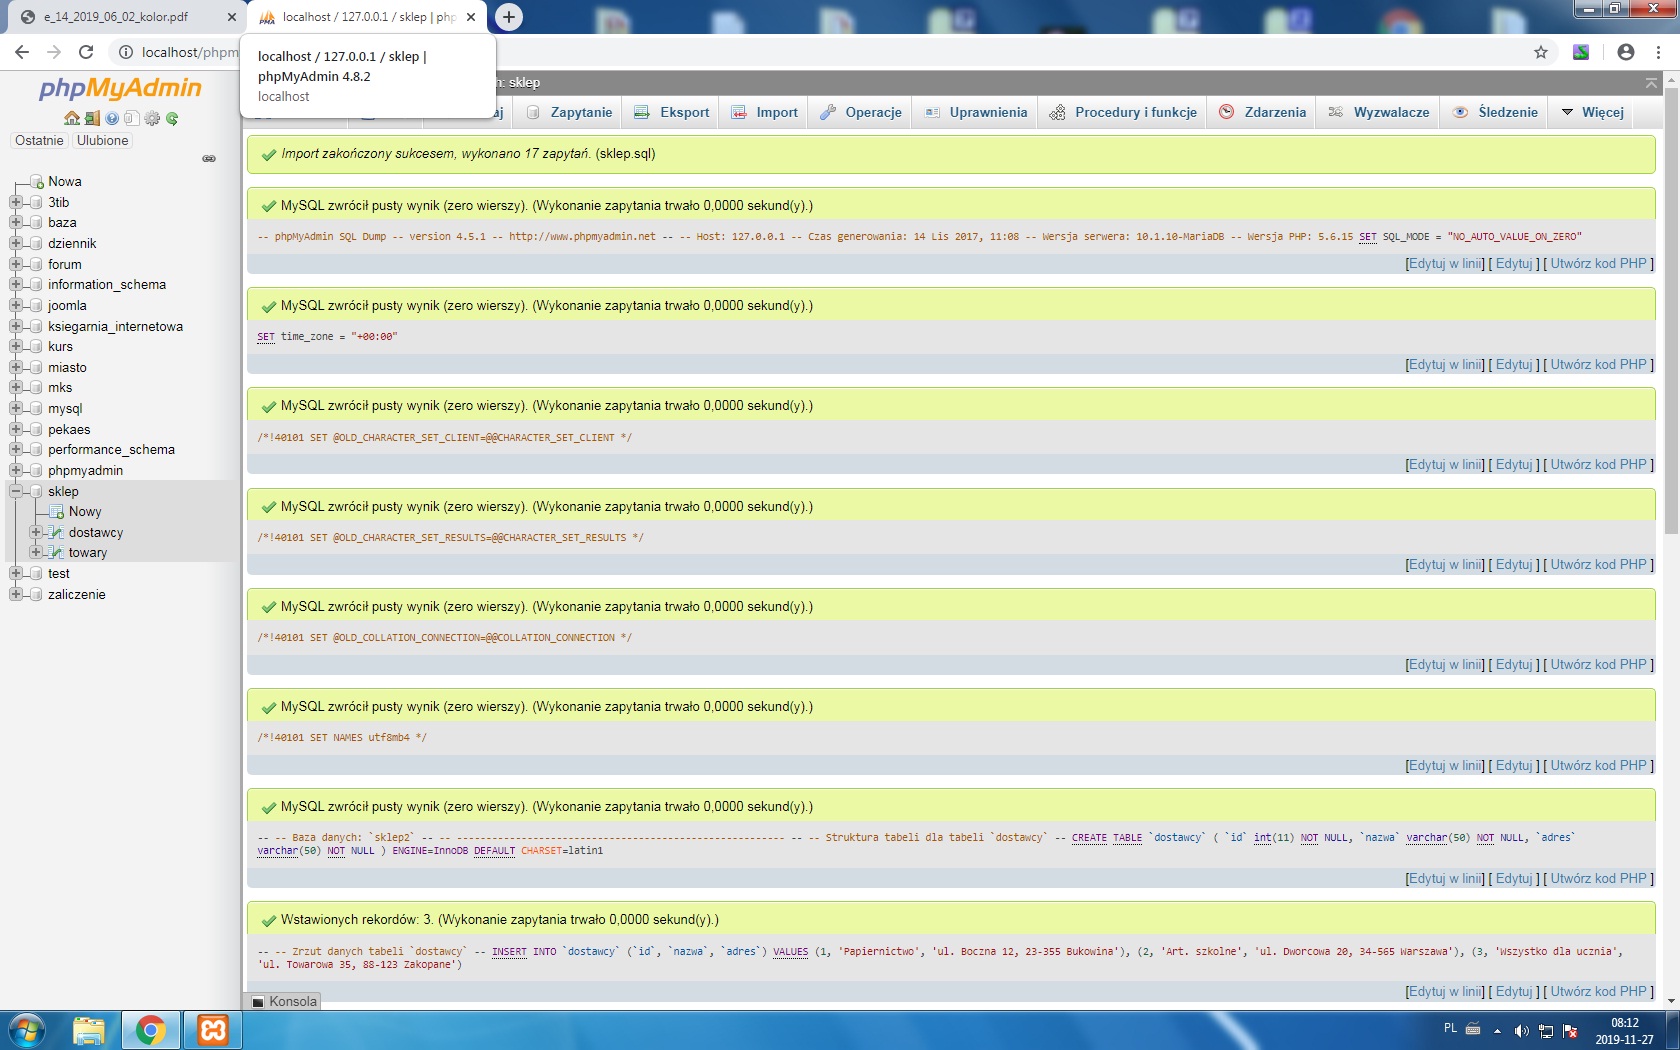 e_14_2019_06_02_kolor.pdf
localhost / 127.0.0.1 / sklep | php
localhost/phpm
localhost / 127.0.0.1 / sklep |
phpMyAdmin 4.8.2
localhost
sklep
phpMyAdmin
Ostatnie Ulubione
Nowa
3tib
baza
dziennik
forum
information_schema
joomla
ksiegarnia_internetowa
kurs
miasto
mks
mysql
pekaes
performance_schema
phpmyadmin
sklep
Nowy
dostawcy
towary
test
zaliczenie
Zapytanie Eksport Import Operacje Uprawnienia Procedury i funkcje Zdarzenia Wyzwalacze Śledzenie Więcej
Import zakończony sukcesem, wykonano 17 zapytań. (sklep.sql)
MySQL zwrócił pusty wynik (zero wierszy). (Wykonanie zapytania trwało 0,0000 sekund(y).)
-- phpMyAdmin SQL Dump -- version 4.5.1 -- http://www.phpmyadmin.net -- -- Host: 127.0.0.1 -- Czas generowania: 14 Lis 2017, 11:08 -- Wersja serwera: 10.1.10-MariaDB -- Wersja PHP: 5.6.15 SET SQL_MODE = "NO_AUTO_VALUE_ON_ZERO"
[Edytuj w linii] [ Edytuj ] [ Utwórz kod PHP ]
MySQL zwrócił pusty wynik (zero wierszy). (Wykonanie zapytania trwało 0,0000 sekund(y).)
SET time_zone = "+00:00"
[Edytuj w linii] [ Edytuj ] [ Utwórz kod PHP ]
MySQL zwrócił pusty wynik (zero wierszy). (Wykonanie zapytania trwało 0,0000 sekund(y).)
/*!40101 SET @OLD_CHARACTER_SET_CLIENT=@@CHARACTER_SET_CLIENT */
[Edytuj w linii] [ Edytuj ] [ Utwórz kod PHP ]
MySQL zwrócił pusty wynik (zero wierszy). (Wykonanie zapytania trwało 0,0000 sekund(y).)
/*!40101 SET @OLD_CHARACTER_SET_RESULTS=@@CHARACTER_SET_RESULTS */
[Edytuj w linii] [ Edytuj ] [ Utwórz kod PHP ]
MySQL zwrócił pusty wynik (zero wierszy). (Wykonanie zapytania trwało 0,0000 sekund(y).)
/*!40101 SET @OLD_COLLATION_CONNECTION=@@COLLATION_CONNECTION */
[Edytuj w linii] [ Edytuj ] [ Utwórz kod PHP ]
MySQL zwrócił pusty wynik (zero wierszy). (Wykonanie zapytania trwało 0,0000 sekund(y).)
/*!40101 SET NAMES utf8mb4 */
[Edytuj w linii] [ Edytuj ] [ Utwórz kod PHP ]
MySQL zwrócił pusty wynik (zero wierszy). (Wykonanie zapytania trwało 0,0000 sekund(y).)
-- -- Baza danych: `sklep2` -- -- -------------------------------------------------------- -- -- Struktura tabeli dla tabeli `dostawcy` -- CREATE TABLE `dostawcy` ( `id` int(11) NOT NULL, `nazwa` varchar(50) NOT NULL, `adres`
varchar(50) NOT NULL ) ENGINE=InnoDB DEFAULT CHARSET=latin1
[Edytuj w linii] [ Edytuj ] [ Utwórz kod PHP ]
Wstawionych rekordów: 3. (Wykonanie zapytania trwało 0,0000 sekund(y).)
-- -- Zrzut danych tabeli `dostawcy` -- INSERT INTO `dostawcy` (`id`, `nazwa`, `adres`) VALUES (1, 'Papiernictwo', 'ul. Boczna 12, 23-355 Bukowina'), (2, 'Art. szkolne', 'ul. Dworcowa 20, 34-565 Warszawa'), (3, 'Wszystko dla ucznia',
'ul. Towarowa 35, 88-123 Zakopane')
[Edytuj w linii] [ Edytuj ] [ Utwórz kod PHP ]
Konsola
PL
08:12
2019-11-27